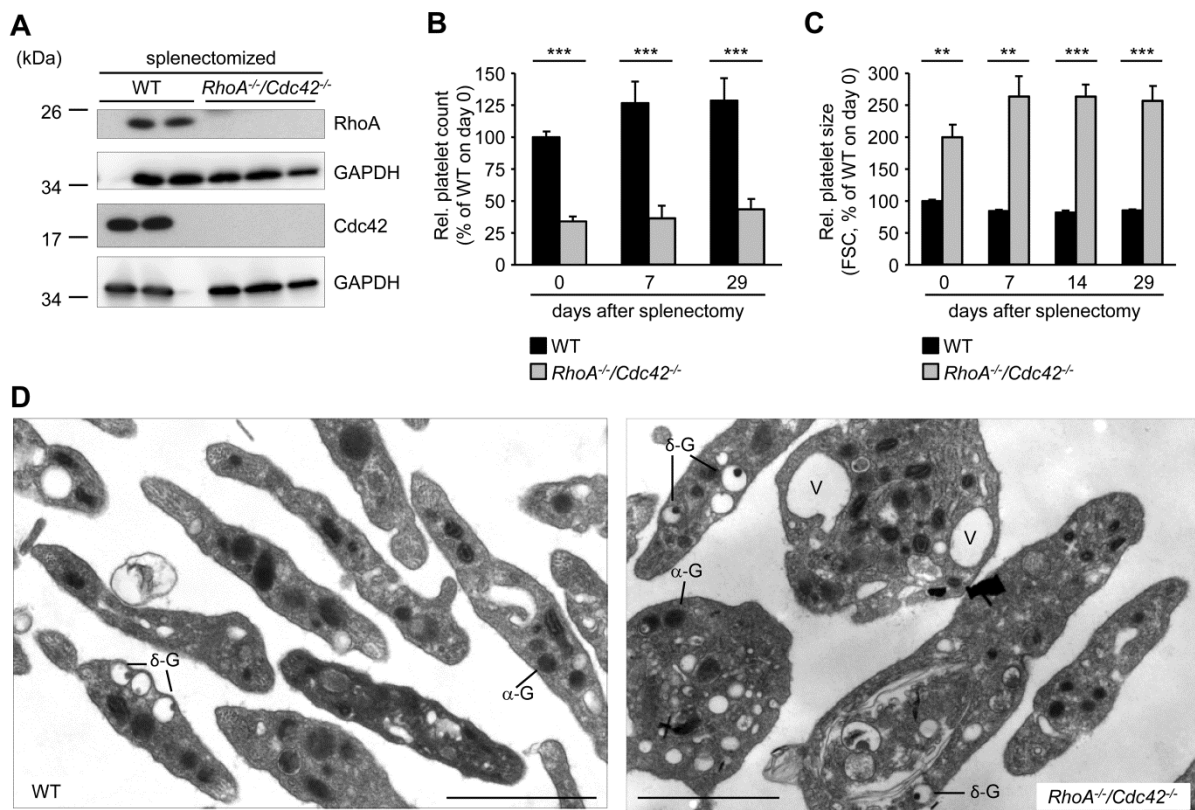 A
(kDa)
splenectomized
WT RhoA-/-/Cdc42-/-
26
RhoA
GAPDH
34
Cdc42
17
GAPDH
34
B
*** *** ***
Rel. platelet count
(% of WT on day 0)
150
125
100
75
50
25
0
0 7 29
days after splenectomy
WT
RhoA-/-/Cdc42-/-
C
** ** *** ***
Rel. platelet size
(FSC, % of WT on day 0)
300
250
200
150
100
50
0
0 7 14 29
days after splenectomy
WT
RhoA-/-/Cdc42-/-
D
δ-G
α-G
WT
δ-G
V
V
α-G
δ-G
RhoA-/-/Cdc42-/-